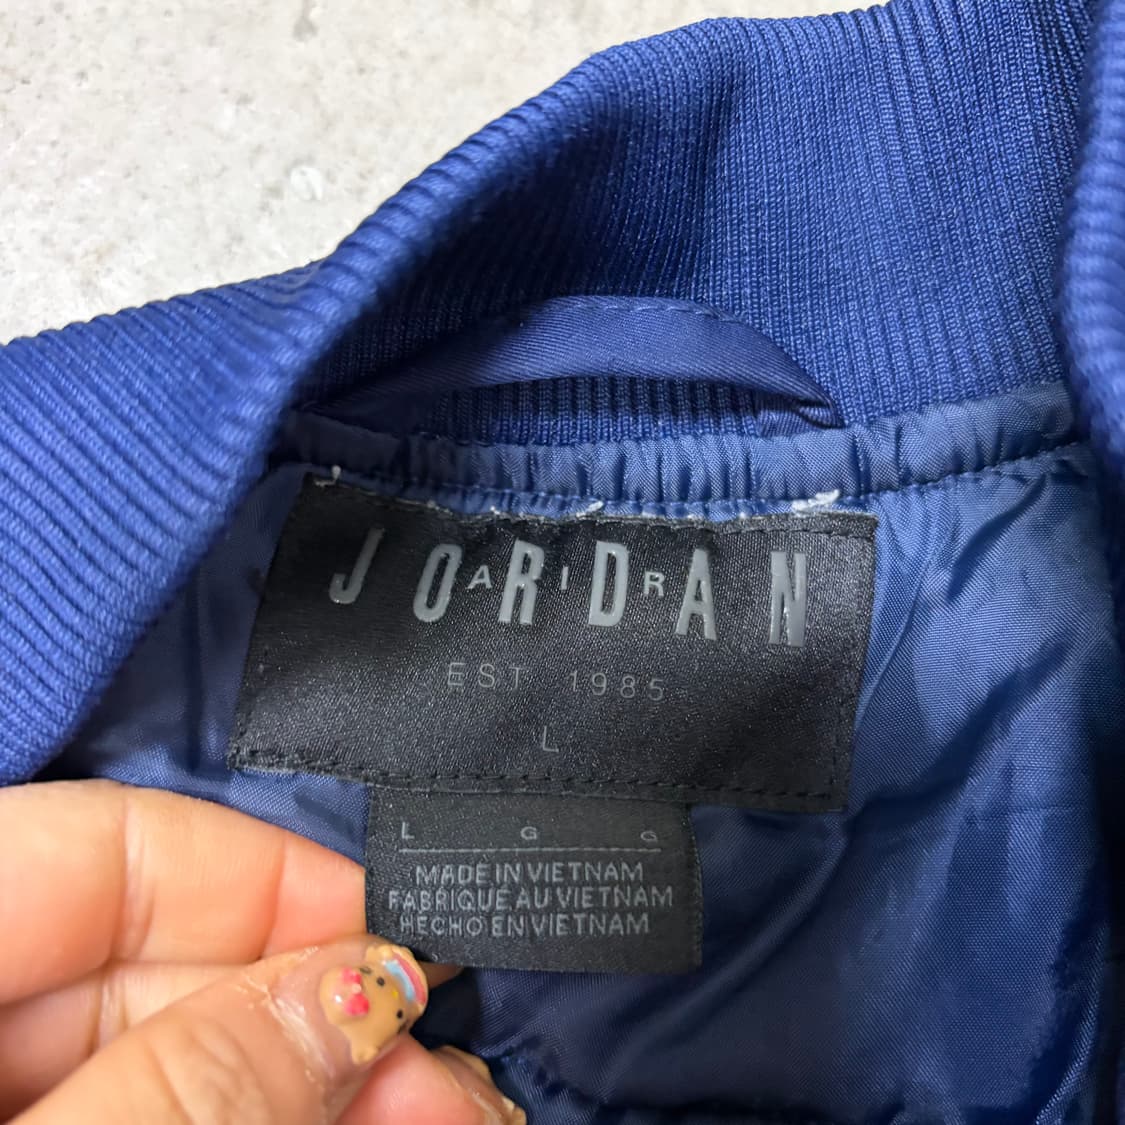 JORDAN
AIR
EST 1985
L
L G G
MADE IN VIETNAM
FABRIQUÉ AU VIETNAM
HECHO EN VIETNAM